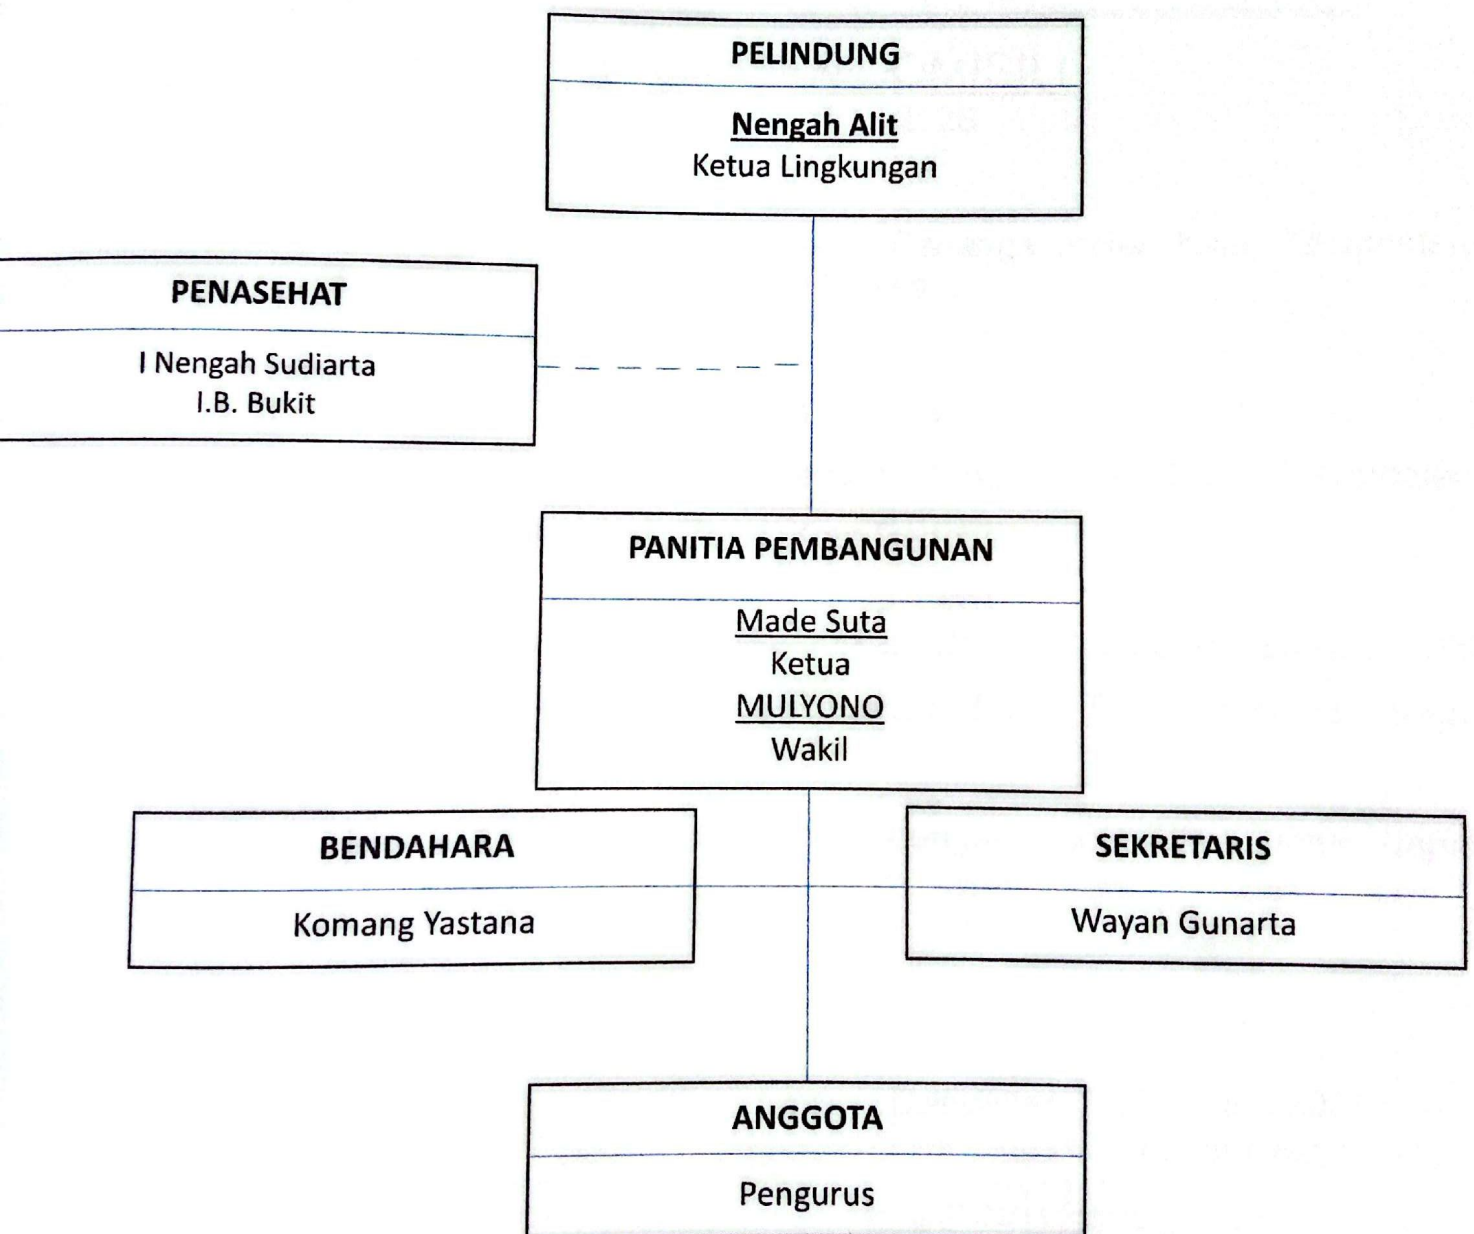 PELINDUNG
Nengah Alit
Ketua Lingkungan
PENASEHAT
I Nengah Sudiarta
I.B. Bukit
PANITIA PEMBANGUNAN
Made Suta
Ketua
MULYONO
Wakil
BENDAHARA
Komang Yastana
SEKRETARIS
Wayan Gunarta
ANGGOTA
Pengurus